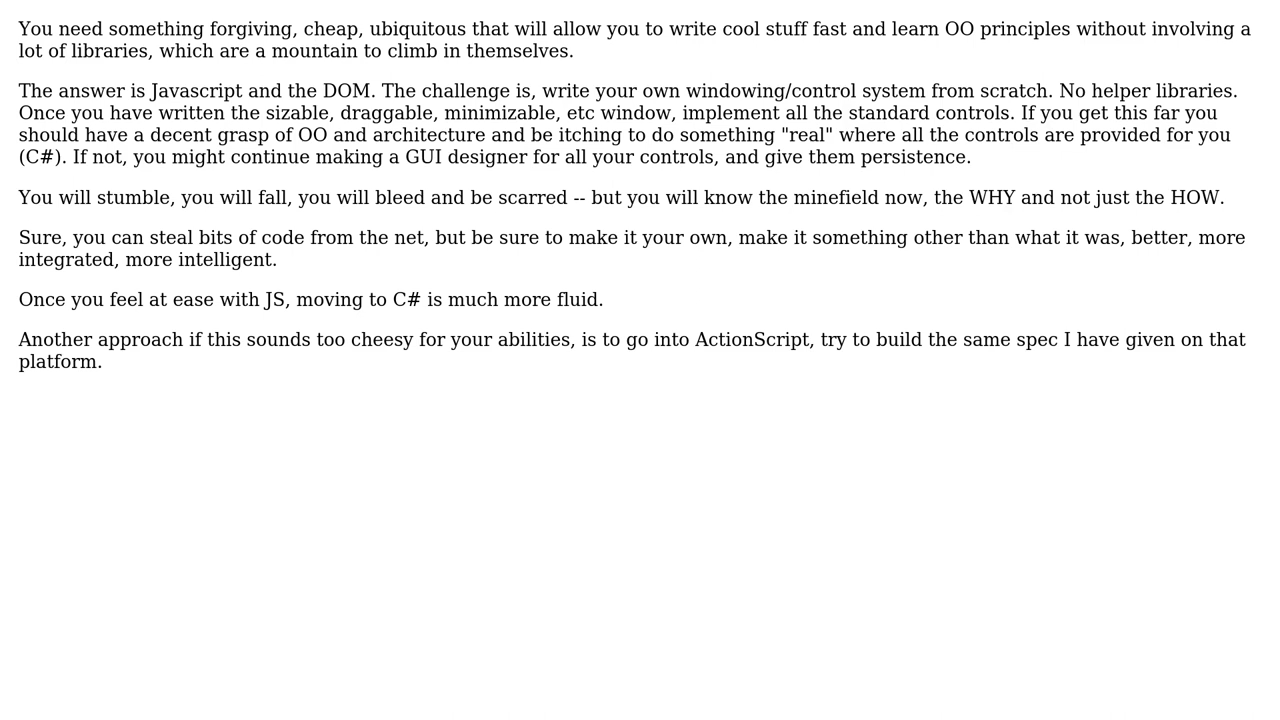 You need something forgiving, cheap, ubiquitous that will allow you to write cool stuff fast and learn OO principles without involving a
lot of libraries, which are a mountain to climb in themselves.
The answer is Javascript and the DOM. The challenge is, write your own windowing/control system from scratch. No helper libraries.
Once you have written the sizable, draggable, minimizable, etc window, implement all the standard controls. If you get this far you
should have a decent grasp of OO and architecture and be itching to do something "real" where all the controls are provided for you
(C#). If not, you might continue making a GUI designer for all your controls, and give them persistence.
You will stumble, you will fall, you will bleed and be scarred -- but you will know the minefield now, the WHY and not just the HOW.
Sure, you can steal bits of code from the net, but be sure to make it your own, make it something other than what it was, better, more
integrated, more intelligent.
Once you feel at ease with JS, moving to C# is much more fluid.
Another approach if this sounds too cheesy for your abilities, is to go into ActionScript, try to build the same spec I have given on that
platform.